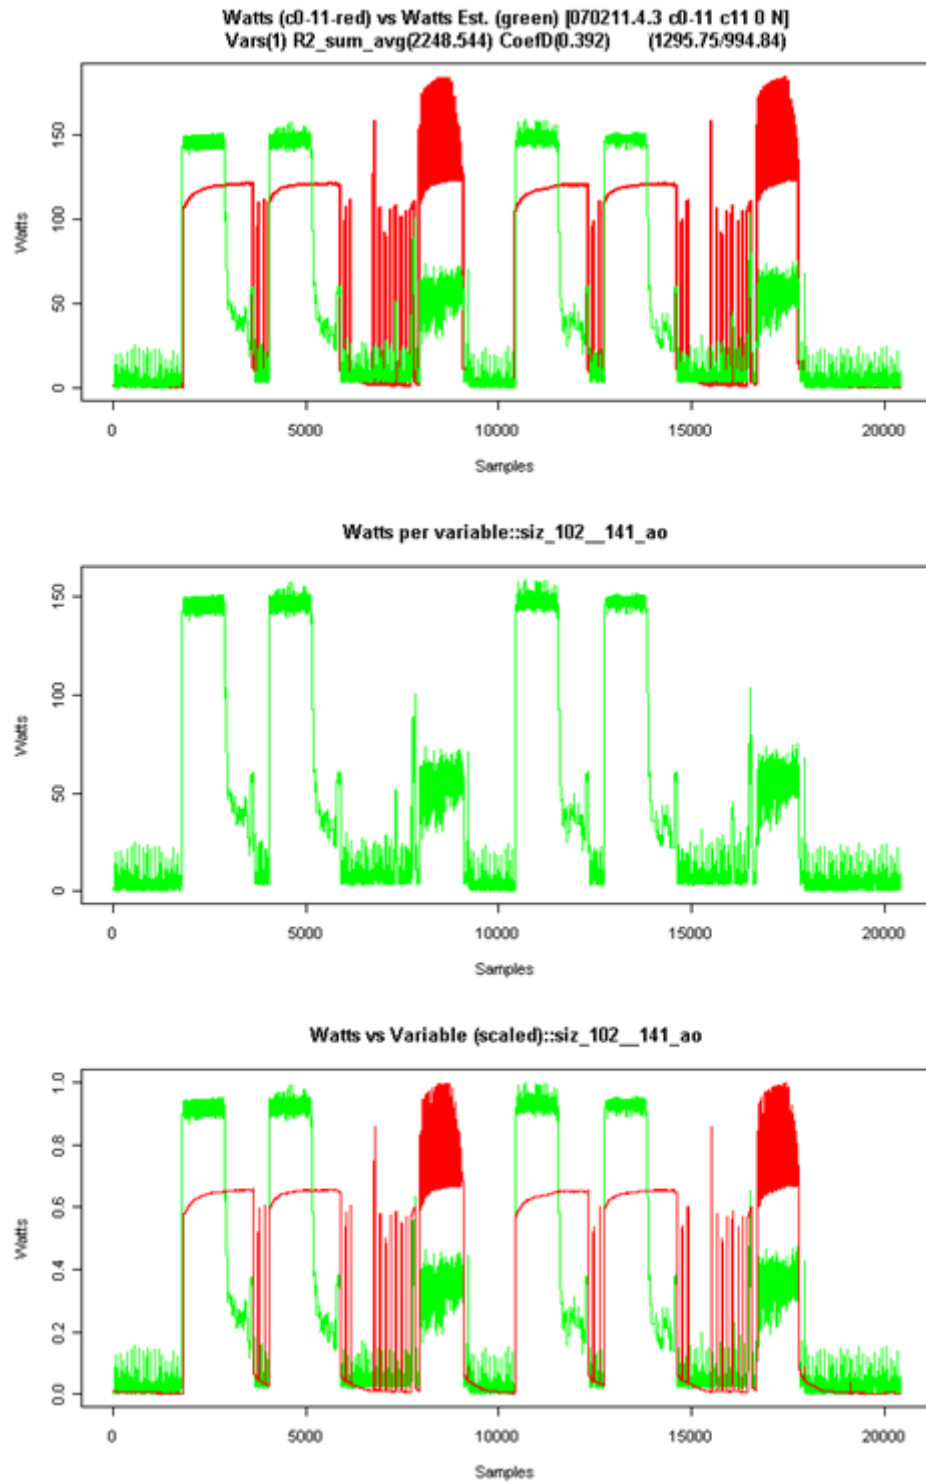 Watts (c0-11-red) vs Watts Est. (green) [070211.4.3 c0-11 c11 0 N]
Vars(1) R2_sum_avg(2248.544) CoefD(0.392) (1295.75/994.84)
Watts
150
100
50
0
0 5000 10000 15000 20000
Samples
Watts per variable::siz_102__141_ao
Watts
150
100
50
0
0 5000 10000 15000 20000
Samples
Watts vs Variable (scaled)::siz_102__141_ao
Watts
1.0
0.8
0.6
0.4
0.2
0.0
0 5000 10000 15000 20000
Samples